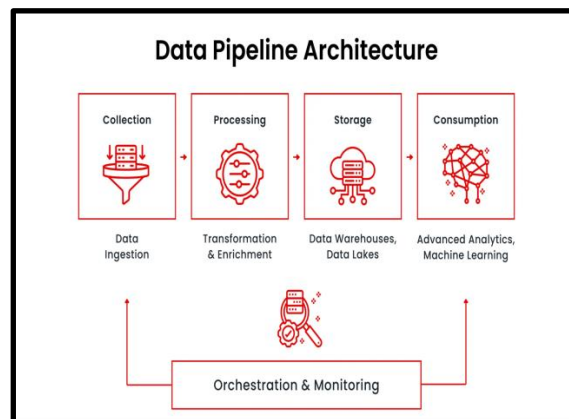 Data Pipeline Architecture
Collection
Processing
Storage
Consumption
Data
Ingestion
Transformation
& Enrichment
Data Warehouses,
Data Lakes
Advanced Analytics,
Machine Learning
Orchestration & Monitoring